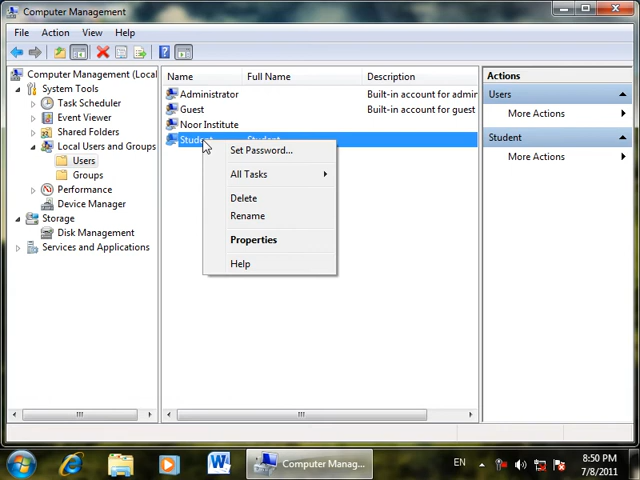 Computer Management
File Action View Help
Computer Management (Local
System Tools
Task Scheduler
Event Viewer
Shared Folders
Local Users and Groups
Users
Groups
Performance
Device Manager
Storage
Disk Management
Services and Applications
Name Full Name Description
Administrator Built-in account for admir
Guest Built-in account for guest
Noor Institute
Student Student
Set Password...
All Tasks
Delete
Rename
Properties
Help
Actions
Users
More Actions
Student
More Actions
Computer Manag...
EN
8:50 PM
7/8/2011